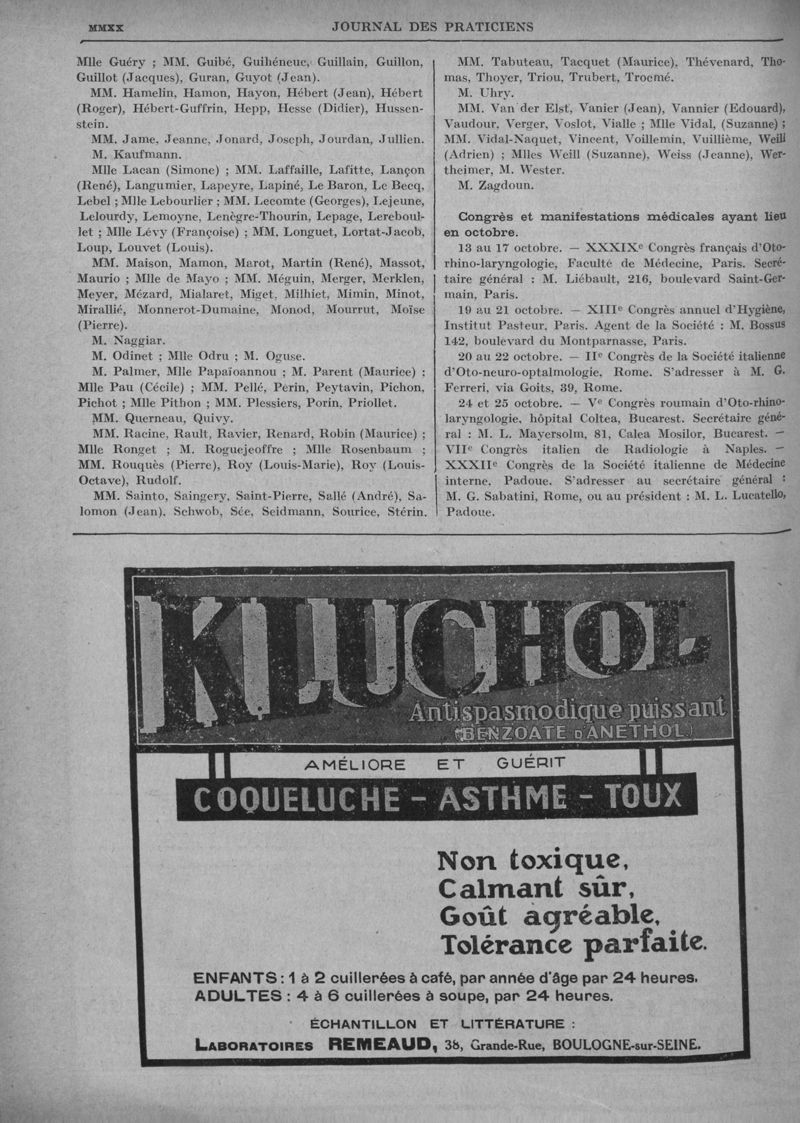 MMXX
JOURNAL DES PRATICIENS
Mlle Guéry ; MM. Guibé, Guihéneuc, Guillain, Guillon,
Guillot (Jacques), Guran, Guyot (Jean).
MM. Hamelin, Hamon, Hayon, Hébert (Jean), Hébert
(Roger), Hébert-Guffrin, Hepp, Hesse (Didier), Hussen-
stein.
MM. Jame, Jeanne, Jonard, Joseph, Jourdan, Jullien.
M. Kaufmann.
Mlle Lacan (Simone) ; MM. Laffaille, Lafitte, Lançon
(René), Langumier, Lapeyre, Lapiné, Le Baron, Le Becq,
Lebel ; Mlle Lebourlier ; MM. Lecomte (Georges), Lejeune,
Lelourdy, Lemoyne, Lenègre-Thourin, Lepage, Lereboul-
let ; Mlle Lévy (Françoise) ; MM. Longuet, Lortat-Jacob,
Loup, Louvet (Louis).
MM. Maison, Mamon, Marot, Martin (René), Massot,
Maurio ; Mlle de Mayo ; MM. Méguin, Merger, Merklen,
Meyer, Mézard, Mialaret, Miget, Milhiet, Mimin, Minot,
Mirallié, Monnerot-Dumaine, Monod, Mourrut, Moïse
(Pierre).
M. Naggiar.
M. Odinet ; Mlle Odru ; M. Oguse.
M. Palmer, Mlle Papaïoannou ; M. Parent (Maurice) ;
Mlle Pau (Cécile) ; MM. Pellé, Périn, Peytavin, Pichon,
Pichot ; Mlle Pithon ; MM. Plessiers, Porin, Priollet.
MM. Querneau, Quivy.
MM. Racine, Rault, Ravier, Renard, Robin (Maurice) ;
Mlle Ronget ; M. Roguejeoffre ; Mlle Rosenbaum ;
MM. Rouquès (Pierre), Roy (Louis-Marie), Roy (Louis-
Octave), Rudolf.
MM. Sainto, Saingery, Saint-Pierre, Sallé (André), Sa-
lomon (Jean), Schwob, Sée, Seidmann, Sourice, Stérin.
MM. Tabuteau, Tacquet (Maurice), Thévenard, Tho-
mas, Thoyer, Triou, Trubert, Trocmé.
M. Uhry.
MM. Van der Elst, Vanier (Jean), Vannier (Edouard),
Vaudour, Verger, Voslot, Vialle ; Mlle Vidal, (Suzanne) ;
MM. Vidal-Naquet, Vincent, Voillemin, Vuillième, Weill
(Adrien) ; Mlles Weill (Suzanne), Weiss (Jeanne), Wer-
theimer, M. Wester.
M. Zagdoun.
Congrès et manifestations médicales ayant lieu
en octobre.
13 au 17 octobre. — XXXIXe Congrès français d'Oto-
rhino-laryngologie, Faculté de Médecine, Paris. Secré-
taire général : M. Liébault, 216, boulevard Saint-Ger-
main, Paris.
19 au 21 octobre. — XIIIe Congrès annuel d'Hygiène,
Institut Pasteur, Paris. Agent de la Société : M. Bossus
142, boulevard du Montparnasse, Paris.
20 au 22 octobre. — IIe Congrès de la Société italienne
d'Oto-neuro-optalmologie, Rome. S'adresser à M. G.
Ferreri, via Goits, 39, Rome.
24 et 25 octobre. — Ve Congrès roumain d'Oto-rhino-
laryngologie, hôpital Coltea, Bucarest. Secrétaire géné-
ral : M. L. Mayersolm, 81, Calea Mosilor, Bucarest. —
VIIe Congrès italien de Radiologie à Naples. —
XXXIIe Congrès de la Société italienne de Médecine
interne, Padoue. S'adresser au secrétaire général :
M. G. Sabatini, Rome, ou au président : M. L. Lucatello,
Padoue.
KLUCHOL
Antispasmodique puissant
(BENZOATE D'ANETHOL)
AMÉLIORE ET GUÉRIT
COQUELUCHE - ASTHME - TOUX
Non toxique,
Calmant sûr,
Goût agréable,
Tolérance parfaite.
ENFANTS : 1 à 2 cuillerées à café, par année d'âge par 24 heures.
ADULTES : 4 à 6 cuillerées à soupe, par 24 heures.
ÉCHANTILLON ET LITTÉRATURE :
LABORATOIRES REMEAUD, 38, Grande-Rue, BOULOGNE-sur-SEINE.